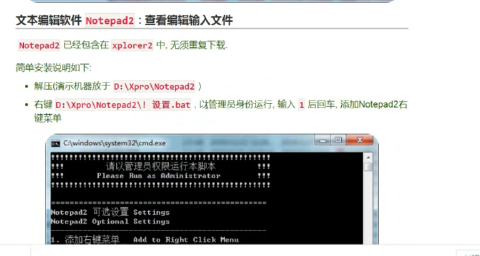 文本编辑软件 Notepad2 : 查看编辑输入文件
Notepad2 已经包含在 xplorer2 中, 无须重复下载.
简单安装说明如下:
• 解压(演示机器放于 D:\Xpro\Notepad2 )
• 右键 D:\Xpro\Notepad2\! 设置.bat , 以管理员身份运行, 输入 1 后回车, 添加Notepad2右
键菜单
C:\windows\system32\cmd.exe
!!! 请以管理员权限运行本脚本 !!!
!!! Please Run as Administrator !!!
Notepad2 可选设置 Settings
Notepad2 Optional Settings
1. 添加右键菜单 Add to Right Click Menu